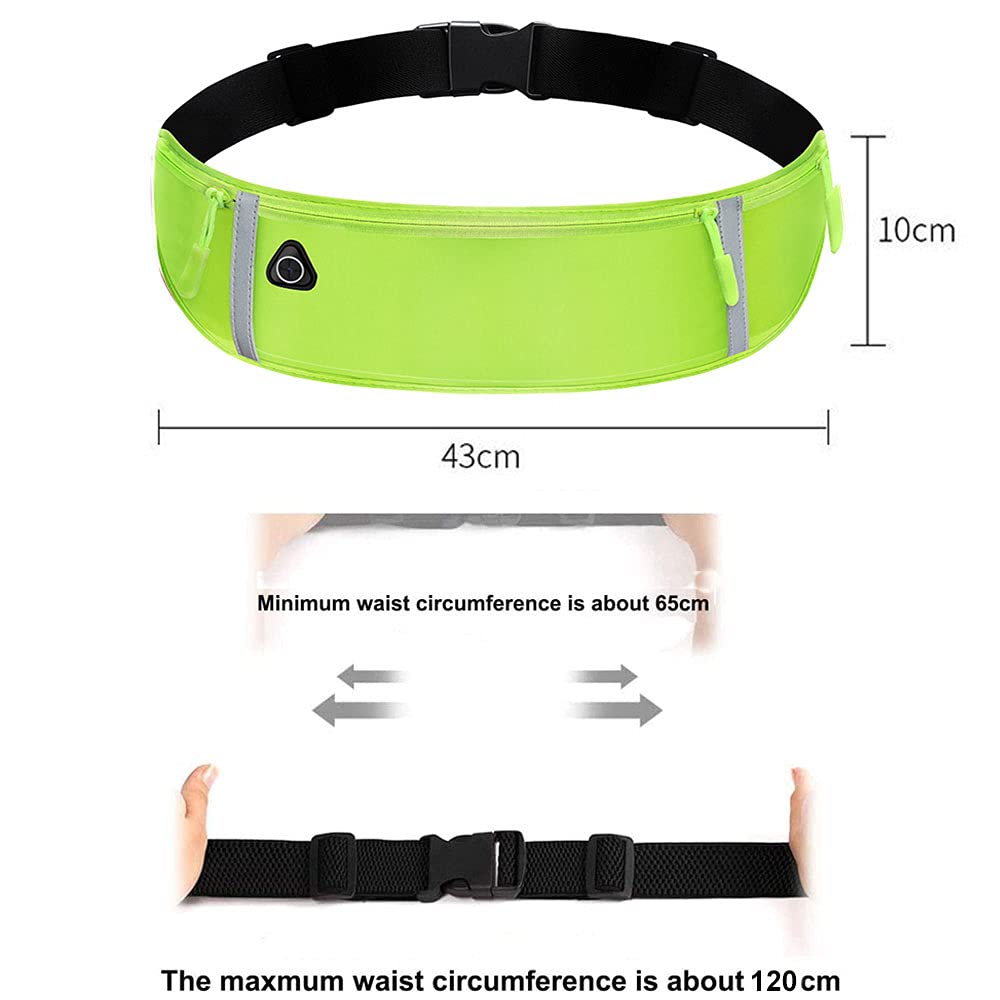 10cm
43cm
Minimum waist circumference is about 65cm
The maxmum waist circumference is about 120cm